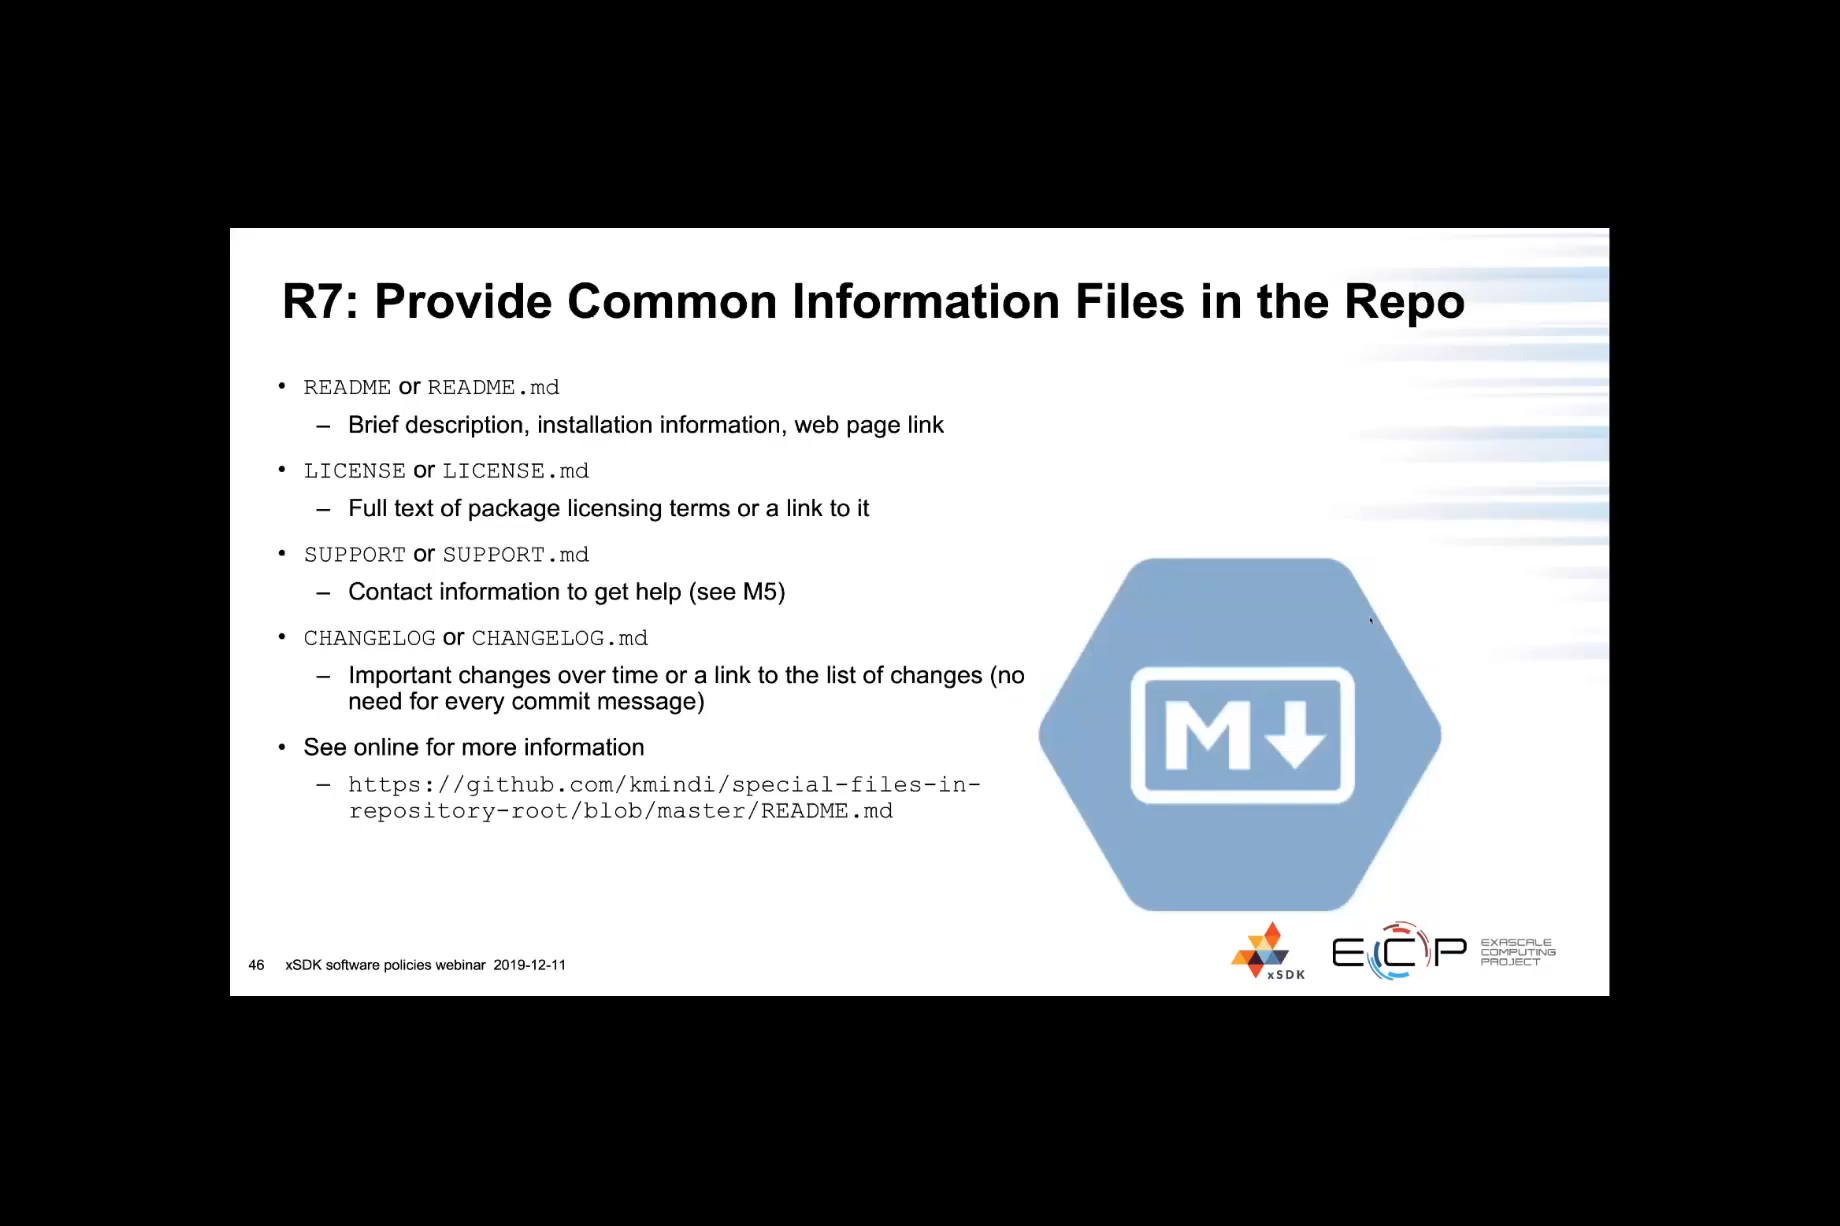 R7: Provide Common Information Files in the Repo
• README or README.md
– Brief description, installation information, web page link
• LICENSE or LICENSE.md
– Full text of package licensing terms or a link to it
• SUPPORT or SUPPORT.md
– Contact information to get help (see M5)
• CHANGELOG or CHANGELOG.md
– Important changes over time or a link to the list of changes (no
need for every commit message)
• See online for more information
– https://github.com/kmindi/special-files-in-
repository-root/blob/master/README.md
M
46 xSDK software policies webinar 2019-12-11
xSDK
ECP
EXASCALE
COMPUTING
PROJECT